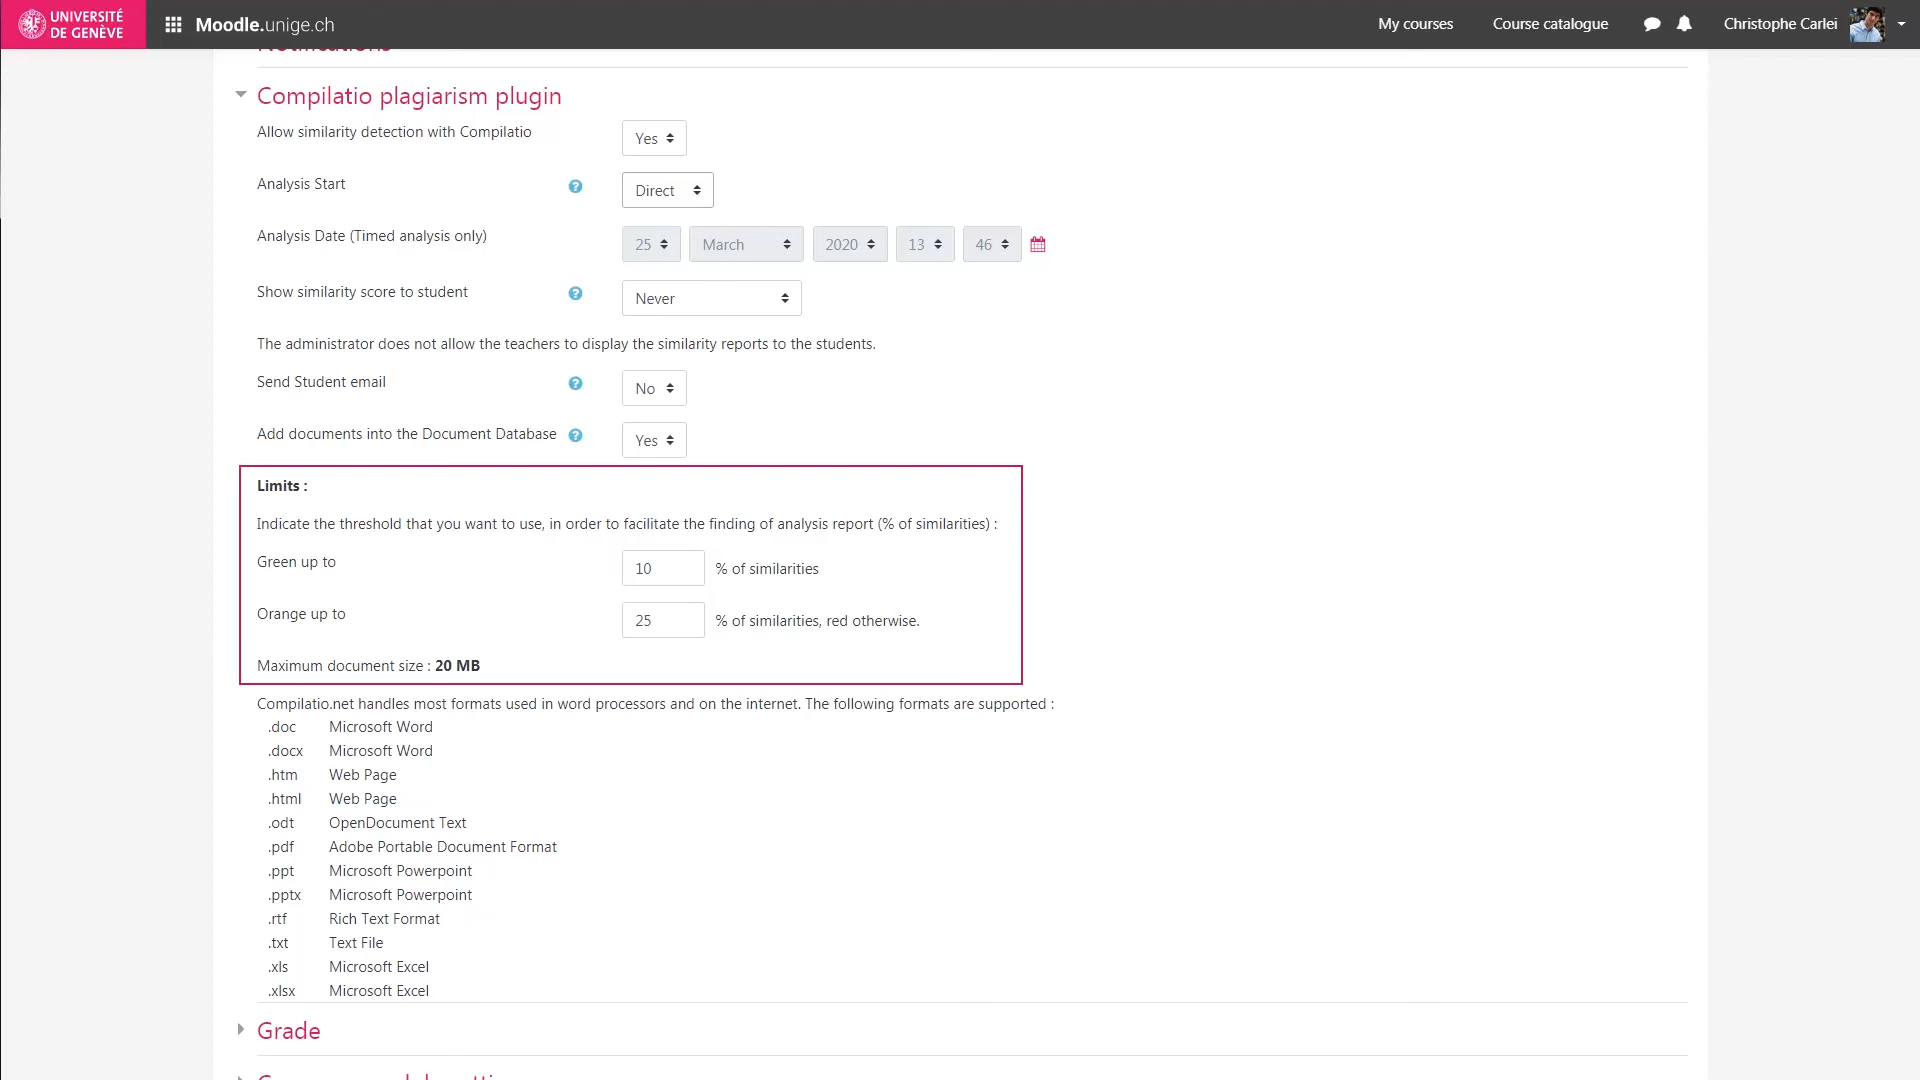 UNIVERSITÉ
DE GENÈVE
Moodle.unige.ch
My courses
Course catalogue
Christophe Carlei
Notifications
Compilatio plagiarism plugin
Allow similarity detection with Compilatio
Yes
Analysis Start
Direct
Analysis Date (Timed analysis only)
25 March 2020 13 46
Show similarity score to student
Never
The administrator does not allow the teachers to display the similarity reports to the students.
Send Student email
No
Add documents into the Document Database
Yes
Limits :
Indicate the threshold that you want to use, in order to facilitate the finding of analysis report (% of similarities) :
Green up to
10 % of similarities
Orange up to
25 % of similarities, red otherwise.
Maximum document size : 20 MB
Compilatio.net handles most formats used in word processors and on the internet. The following formats are supported :
.doc Microsoft Word
.docx Microsoft Word
.htm Web Page
.html Web Page
.odt OpenDocument Text
.pdf Adobe Portable Document Format
.ppt Microsoft Powerpoint
.pptx Microsoft Powerpoint
.rtf Rich Text Format
.txt Text File
.xls Microsoft Excel
.xlsx Microsoft Excel
Grade